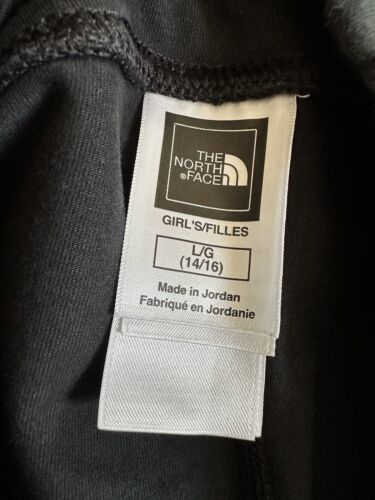 THE
NORTH
®FACE
GIRL'S/FILLES
L/G
(14/16)
Made in Jordan
Fabriqué en Jordanie